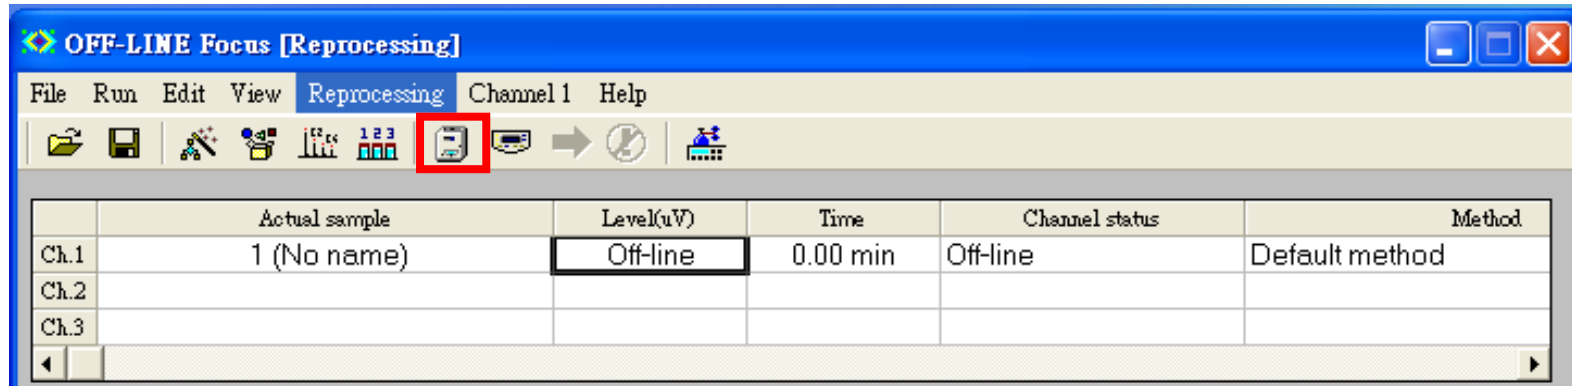 OFF-LINE Focus [Reprocessing]
File Run Edit View Reprocessing Channel 1 Help
1 2 3
Actual sample Level(uV) Time Channel status Method
Ch.1 1 (No name) Off-line 0.00 min Off-line Default method
Ch.2
Ch.3